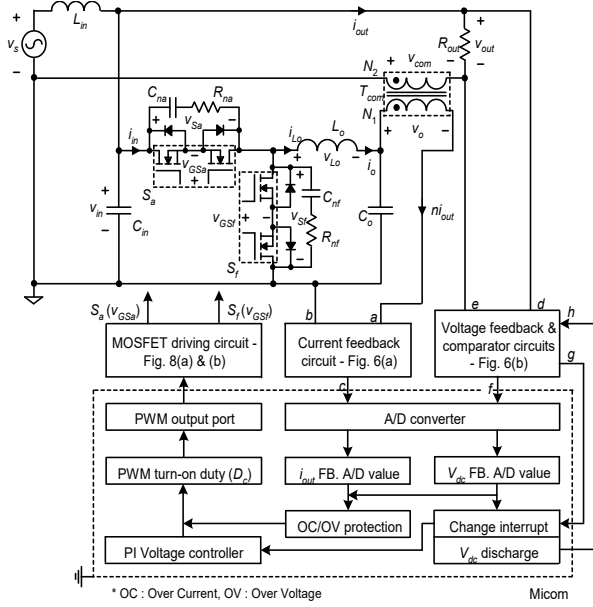 + L_in i_out +
v_s R_out v_out
− −
N_2 v_com
T_com
N_1
+ v_o −
C_na R_na
+ v_Sa −
i_in i_Lo L_o
v_GSa + v_Lo − i_o
− +
S_a
+ v_in − C_in
v_GSf + − v_Sf C_nf C_o ni_out
R_nf
S_f
S_a (v_GSa) S_f (v_GSf) b a e d h
g
MOSFET driving circuit -
Fig. 8(a) & (b)
Current feedback
circuit - Fig. 6(a)
Voltage feedback &
comparator circuits
- Fig. 6(b)
c f
PWM output port
A/D converter
PWM turn-on duty (D_c)
i_out FB. A/D value
V_dc FB. A/D value
OC/OV protection
Change interrupt
PI Voltage controller
V_dc discharge
* OC : Over Current, OV : Over Voltage
Micom